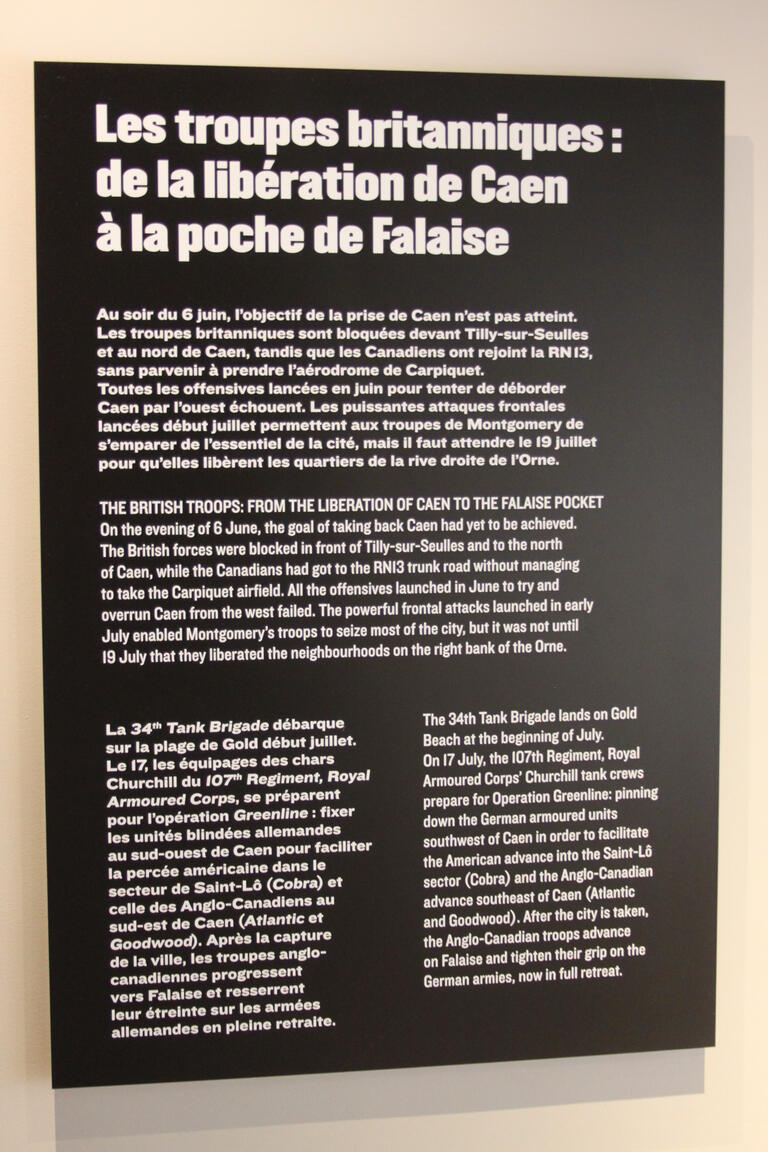 Les troupes britanniques :
de la libération de Caen
à la poche de Falaise
Au soir du 6 juin, l'objectif de la prise de Caen n'est pas atteint.
Les troupes britanniques sont bloquées devant Tilly-sur-Seulles
et au nord de Caen, tandis que les Canadiens ont rejoint la RN13,
sans parvenir à prendre l'aérodrome de Carpiquet.
Toutes les offensives lancées en juin pour tenter de déborder
Caen par l'ouest échouent. Les puissantes attaques frontales
lancées début juillet permettent aux troupes de Montgomery de
s'emparer de l'essentiel de la cité, mais il faut attendre le 19 juillet
pour qu'elles libèrent les quartiers de la rive droite de l'Orne.
THE BRITISH TROOPS: FROM THE LIBERATION OF CAEN TO THE FALAISE POCKET
On the evening of 6 June, the goal of taking back Caen had yet to be achieved.
The British forces were blocked in front of Tilly-sur-Seulles and to the north
of Caen, while the Canadians had got to the RN13 trunk road without managing
to take the Carpiquet airfield. All the offensives launched in June to try and
overrun Caen from the west failed. The powerful frontal attacks launched in early
July enabled Montgomery's troops to seize most of the city, but it was not until
19 July that they liberated the neighbourhoods on the right bank of the Orne.
La 34th Tank Brigade débarque
sur la plage de Gold début juillet.
Le 17, les équipages des chars
Churchill du 107th Regiment, Royal
Armoured Corps, se préparent
pour l'opération Greenline : fixer
les unités blindées allemandes
au sud-ouest de Caen pour faciliter
la percée américaine dans le
secteur de Saint-Lô (Cobra) et
celle des Anglo-Canadiens au
sud-est de Caen (Atlantic et
Goodwood). Après la capture
de la ville, les troupes anglo-
canadiennes progressent
vers Falaise et resserrent
leur étreinte sur les armées
allemandes en pleine retraite.
The 34th Tank Brigade lands on Gold
Beach at the beginning of July.
On 17 July, the 107th Regiment, Royal
Armoured Corps' Churchill tank crews
prepare for Operation Greenline: pinning
down the German armoured units
southwest of Caen in order to facilitate
the American advance into the Saint-Lô
sector (Cobra) and the Anglo-Canadian
advance southeast of Caen (Atlantic
and Goodwood). After the city is taken,
the Anglo-Canadian troops advance
on Falaise and tighten their grip on the
German armies, now in full retreat.